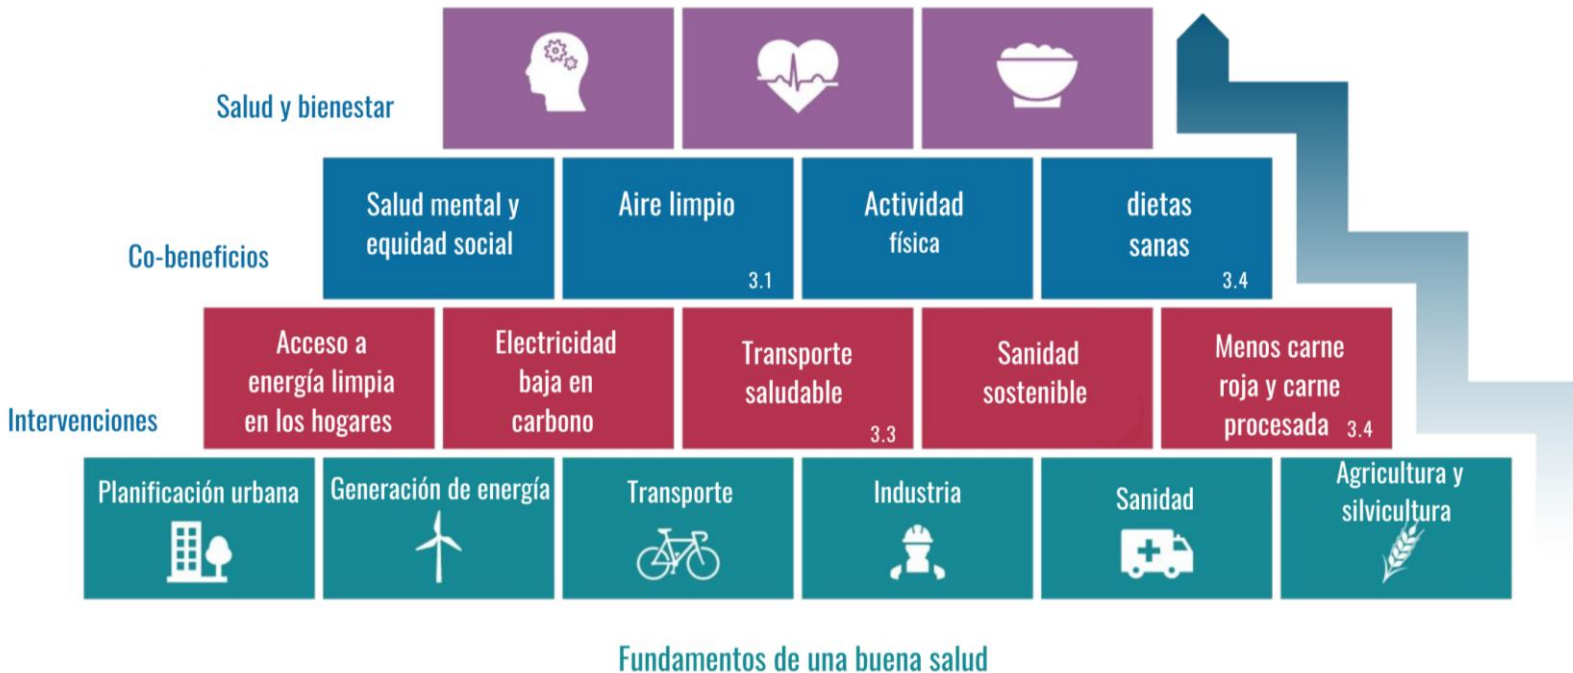 Salud y bienestar
Co-beneficios
Salud mental y
equidad social
Aire limpio
3.1
Actividad
física
dietas
sanas
3.4
Intervenciones
Acceso a
energía limpia
en los hogares
Electricidad
baja en
carbono
Transporte
saludable
3.3
Sanidad
sostenible
Menos carne
roja y carne
procesada 3.4
Planificación urbana
Generación de energía
Transporte
Industria
Sanidad
Agricultura y
silvicultura
Fundamentos de una buena salud